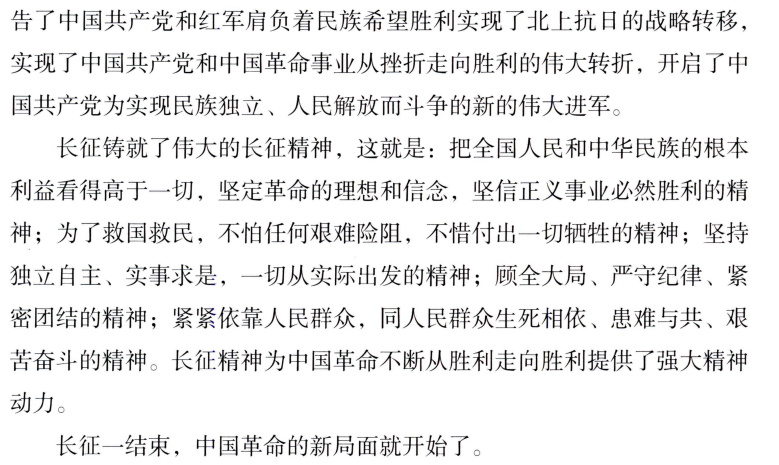 告了中国共产党和红军肩负着民族希望胜利实现了北上抗日的战略转移，
实现了中国共产党和中国革命事业从挫折走向胜利的伟大转折，开启了中
国共产党为实现民族独立、人民解放而斗争的新的伟大进军。
长征铸就了伟大的长征精神，这就是：把全国人民和中华民族的根本
利益看得高于一切，坚定革命的理想和信念，坚信正义事业必然胜利的精
神；为了救国救民，不怕任何艰难险阻，不惜付出一切牺牲的精神；坚持
独立自主、实事求是，一切从实际出发的精神；顾全大局、严守纪律、紧
密团结的精神；紧紧依靠人民群众，同人民群众生死相依、患难与共、艰
苦奋斗的精神。长征精神为中国革命不断从胜利走向胜利提供了强大精神
动力。
长征一结束，中国革命的新局面就开始了。